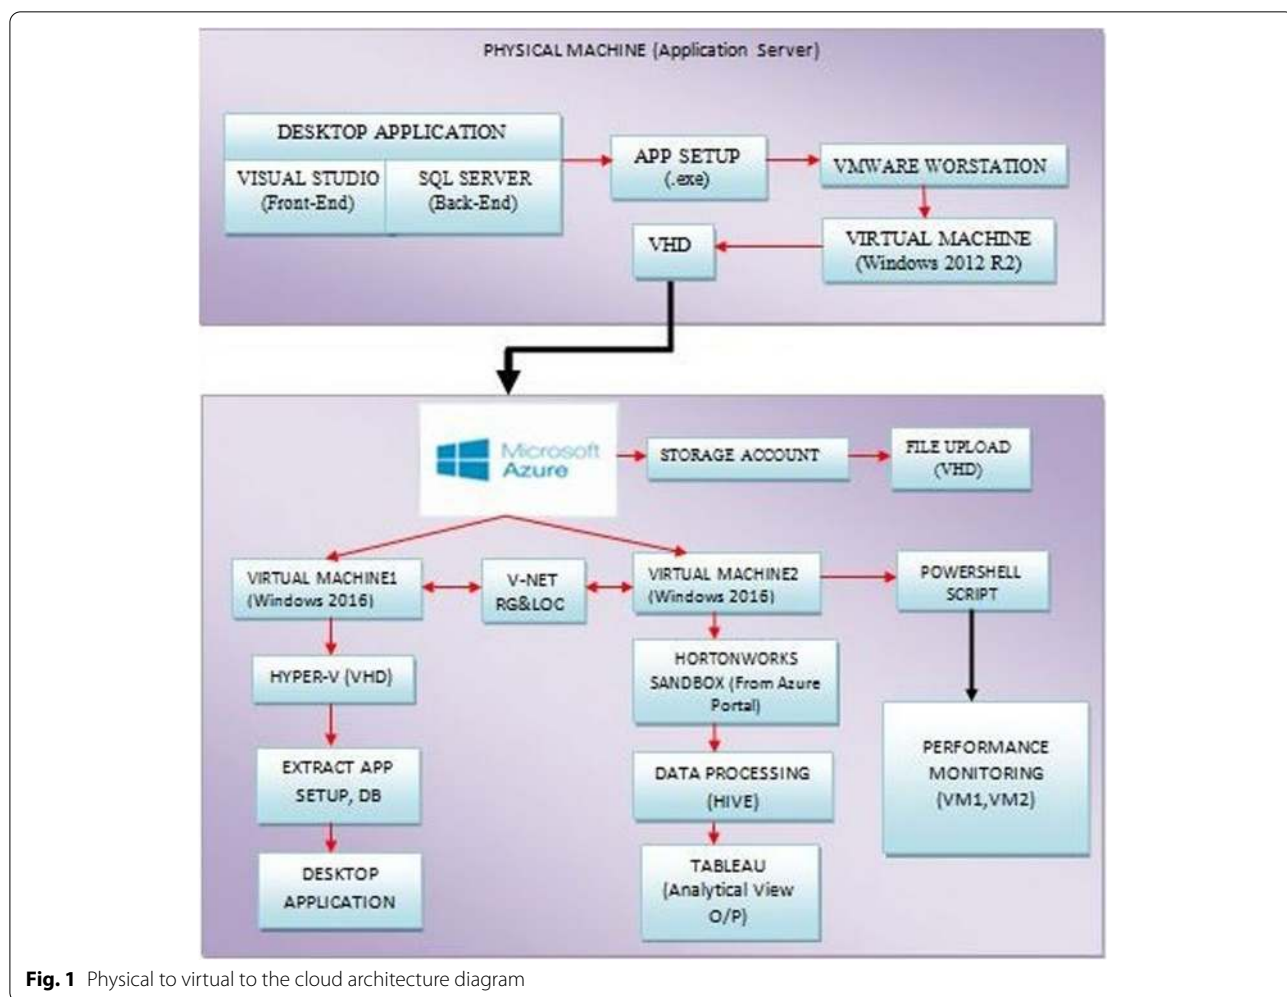 PHYSICAL MACHINE (Application Server)
DESKTOP APPLICATION
VISUAL STUDIO
(Front-End)
SQL SERVER
(Back-End)
APP SETUP
(.exe)
VMWARE WORSTATION
VIRTUAL MACHINE
(Windows 2012 R2)
VHD
Microsoft
Azure
STORAGE ACCOUNT
FILE UPLOAD
(VHD)
VIRTUAL MACHINE1
(Windows 2016)
V-NET
RG&LOC
VIRTUAL MACHINE2
(Windows 2016)
POWERSHELL
SCRIPT
HYPER-V (VHD)
HORTONWORKS
SANDBOX (From Azure
Portal)
PERFORMANCE
MONITORING
(VM1,VM2)
EXTRACT APP
SETUP, DB
DATA PROCESSING
(HIVE)
DESKTOP
APPLICATION
TABLEAU
(Analytical View
O/P)
Fig. 1 Physical to virtual to the cloud architecture diagram